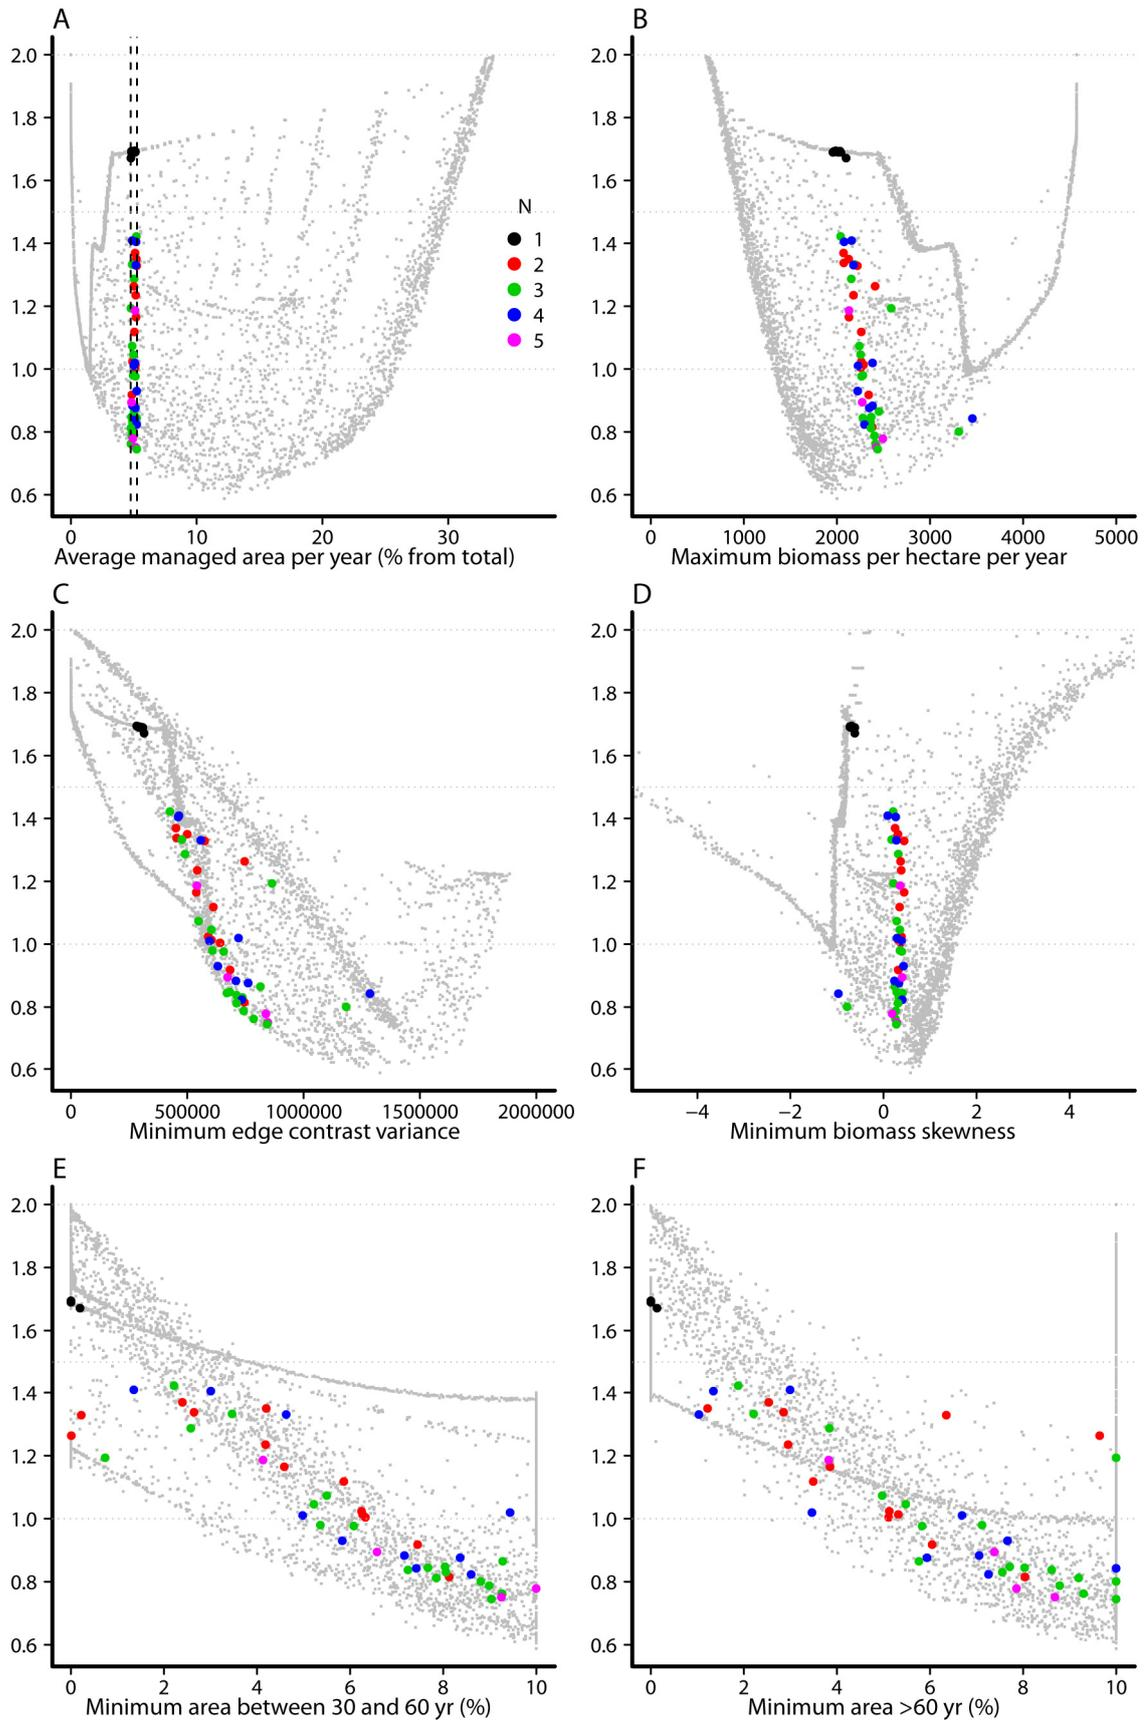 A
2.0
1.8
1.6
1.4
1.2
1.0
0.8
0.6
N
1
2
3
4
5
0 10 20 30
Average managed area per year (% from total)
B
2.0
1.8
1.6
1.4
1.2
1.0
0.8
0.6
0 1000 2000 3000 4000 5000
Maximum biomass per hectare per year
C
2.0
1.8
1.6
1.4
1.2
1.0
0.8
0.6
0 500000 1000000 1500000 2000000
Minimum edge contrast variance
D
2.0
1.8
1.6
1.4
1.2
1.0
0.8
0.6
−4 −2 0 2 4
Minimum biomass skewness
E
2.0
1.8
1.6
1.4
1.2
1.0
0.8
0.6
0 2 4 6 8 10
Minimum area between 30 and 60 yr (%)
F
2.0
1.8
1.6
1.4
1.2
1.0
0.8
0.6
0 2 4 6 8 10
Minimum area >60 yr (%)